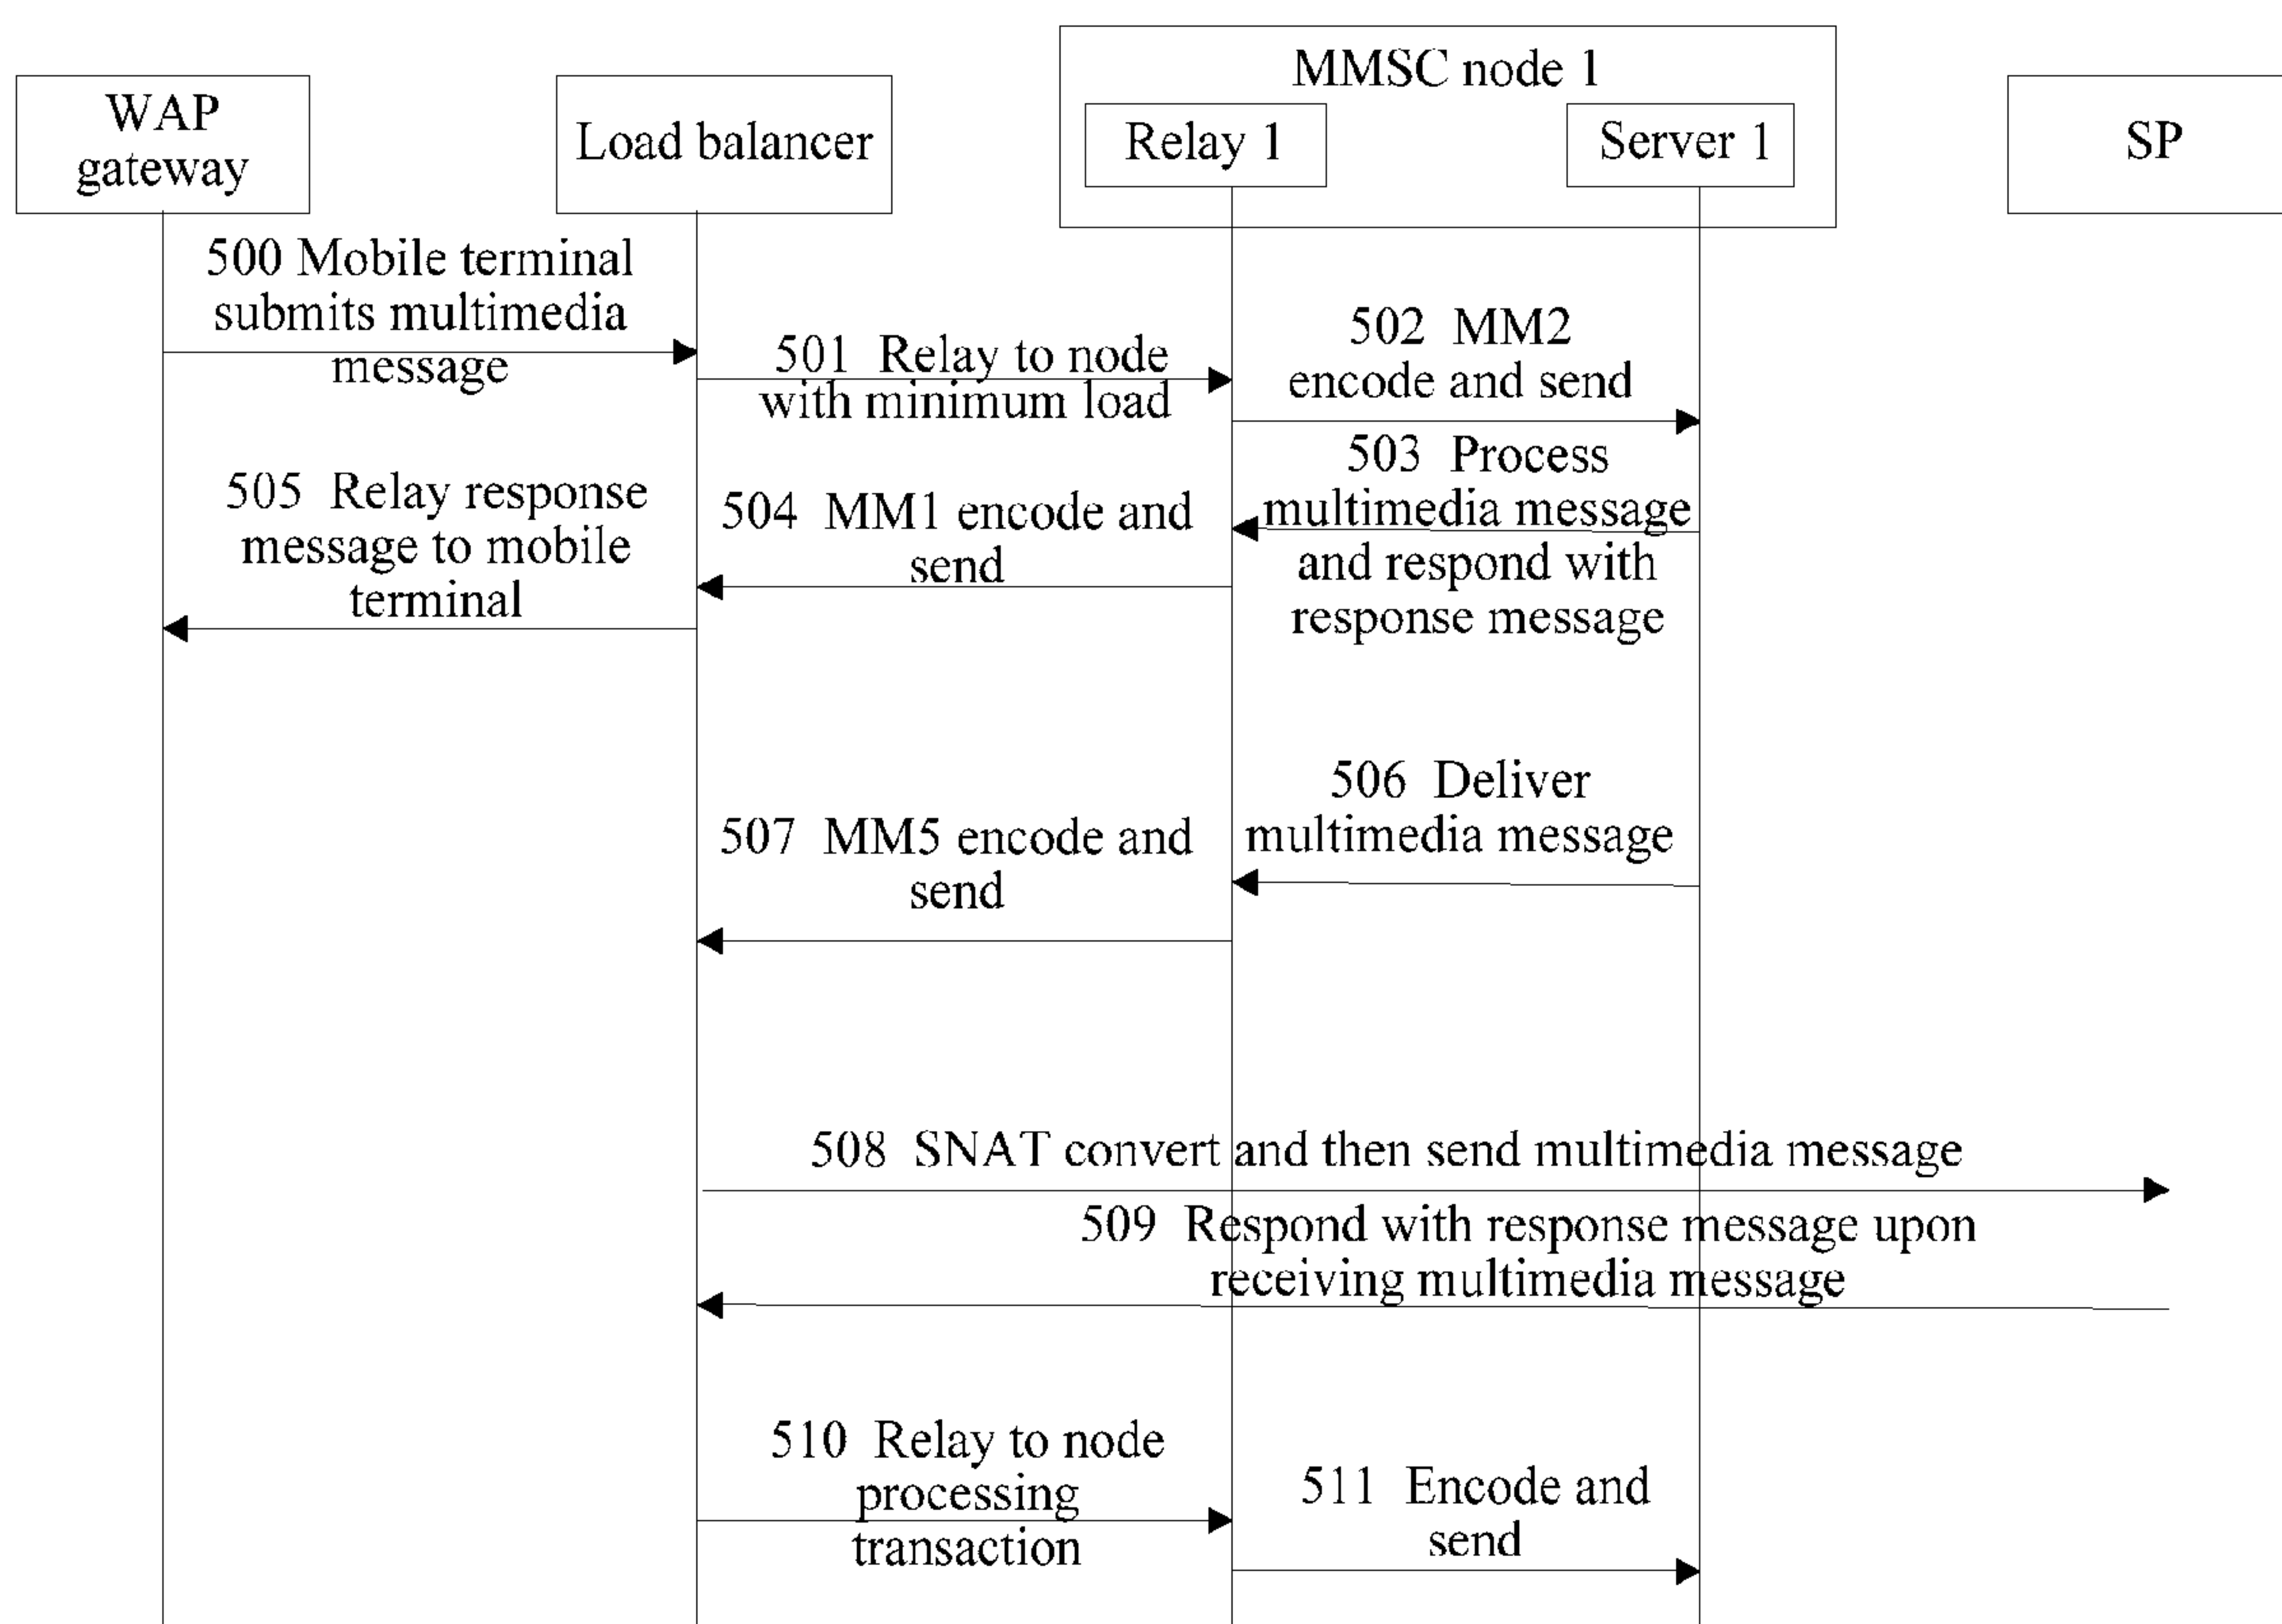 MMSC node 1
WAP
gateway
Load balancer
Relay 1
Server 1
SP
500 Mobile terminal
submits multimedia
message
501 Relay to node
with minimum load
502 MM2
encode and send
503 Process
multimedia message
and respond with
response message
504 MM1 encode and
send
505 Relay response
message to mobile
terminal
506 Deliver
multimedia message
507 MM5 encode and
send
508 SNAT convert and then send multimedia message
509 Respond with response message upon
receiving multimedia message
510 Relay to node
processing
transaction
511 Encode and
send